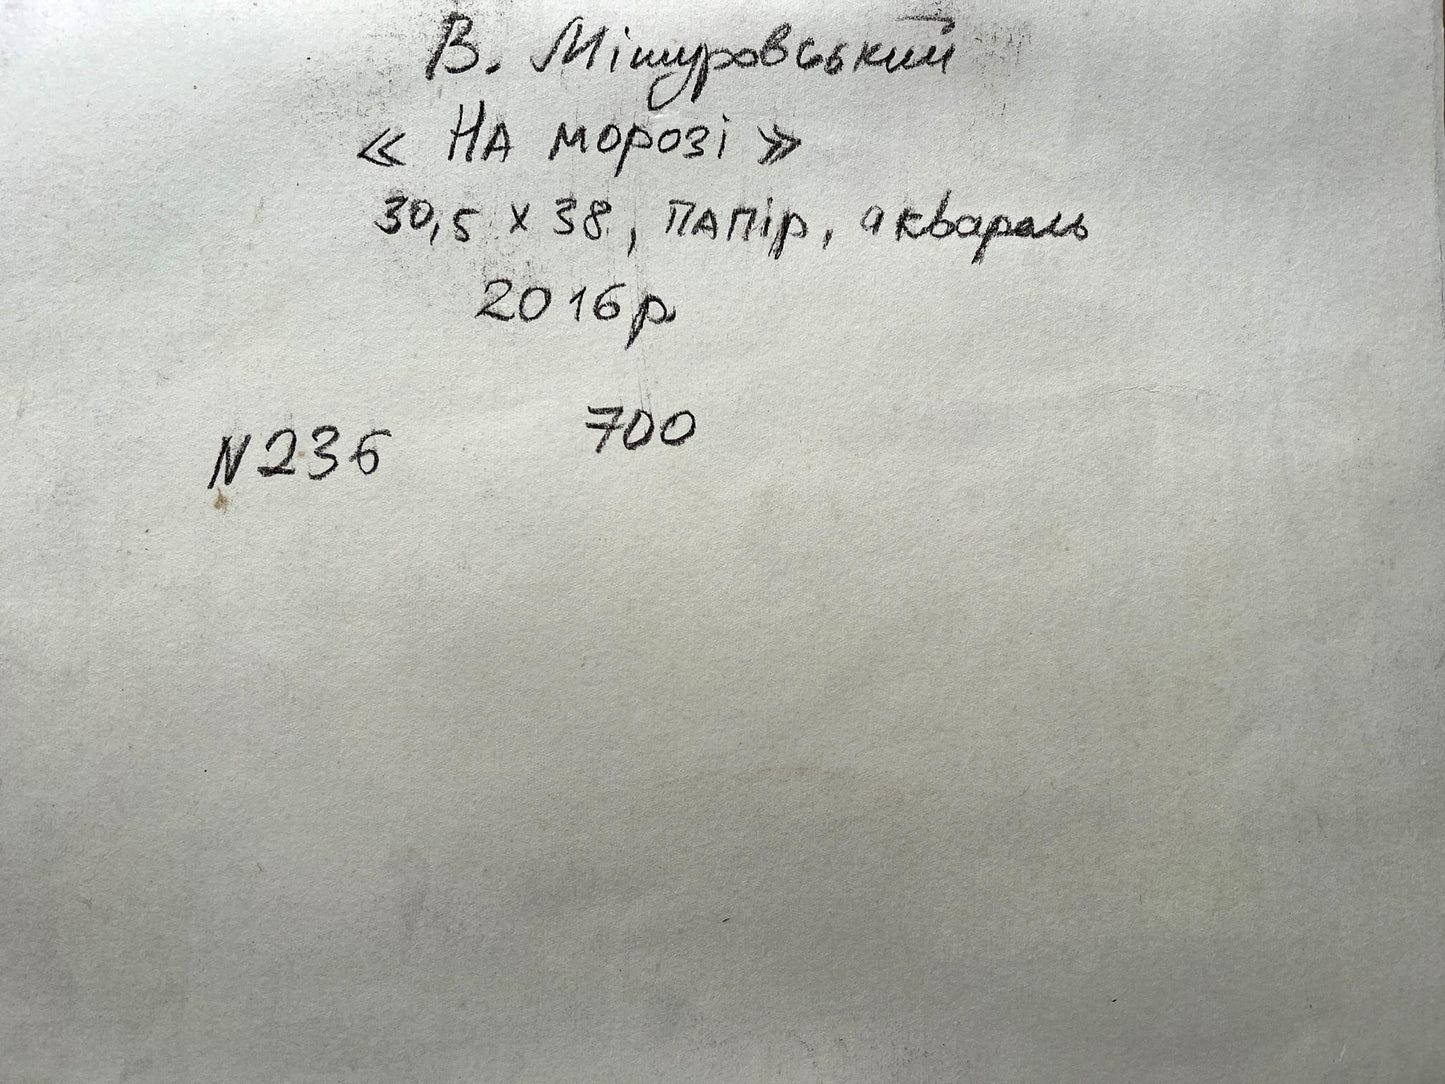 В. Мішуровський
« На морозі »
30,5 х 38, папір, акварель
2016р
N236 700